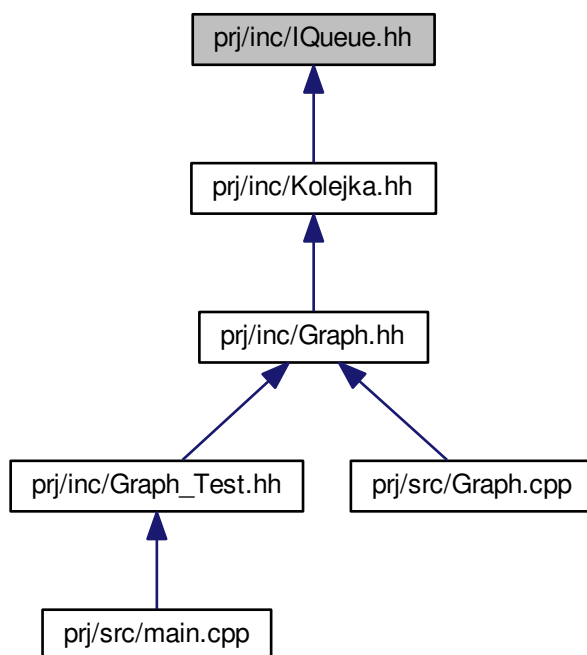 prj/inc/IQueue.hh
prj/inc/Kolejka.hh
prj/inc/Graph.hh
prj/inc/Graph_Test.hh
prj/src/Graph.cpp
prj/src/main.cpp